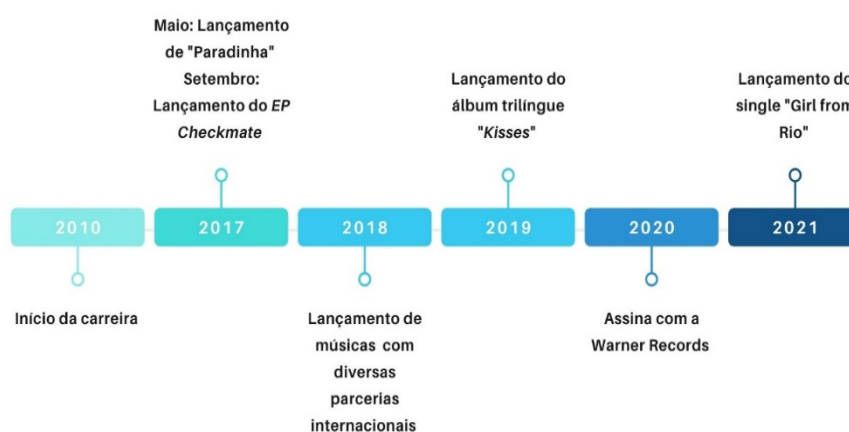 Maio: Lançamento
de "Paradinha"
Setembro:
Lançamento do EP
Checkmate
Lançamento do
álbum trilíngue
"Kisses"
Lançamento do
single "Girl from
Rio"
2010
2017
2018
2019
2020
2021
Início da carreira
Lançamento de
músicas com
diversas
parcerias
internacionais
Assina com a
Warner Records